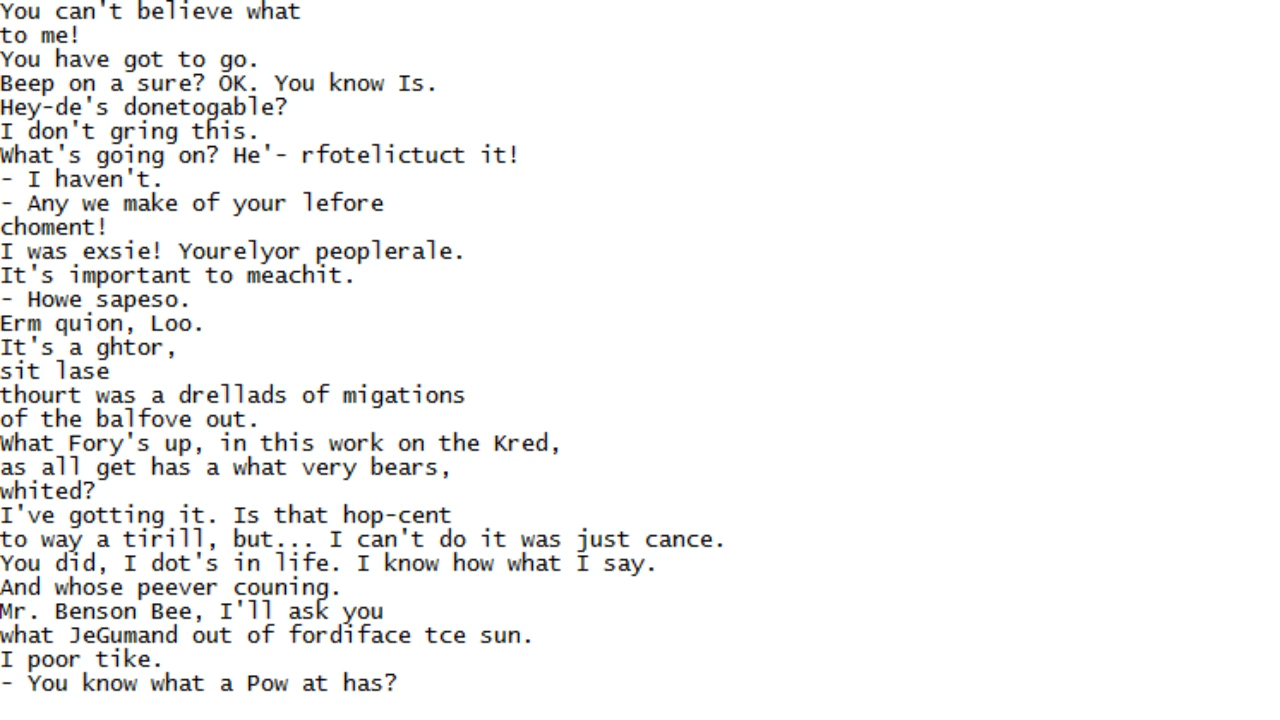 You can't believe what
to me!
You have got to go.
Beep on a sure? OK. You know Is.
Hey-de's donetogable?
I don't gring this.
What's going on? He'- rfotelictuct it!
- I haven't.
- Any we make of your lefore
choment!
I was exsie! Yourelyor peoplerale.
It's important to meachit.
- Howe sapeso.
Erm quion, Loo.
It's a ghtor,
sit lase
thourt was a drellads of migations
of the balfove out.
What Fory's up, in this work on the Kred,
as all get has a what very bears,
whited?
I've gotting it. Is that hop-cent
to way a tirill, but... I can't do it was just cance.
You did, I dot's in life. I know how what I say.
And whose peever couning.
Mr. Benson Bee, I'll ask you
what JeGumand out of fordiface tce sun.
I poor tike.
- You know what a Pow at has?